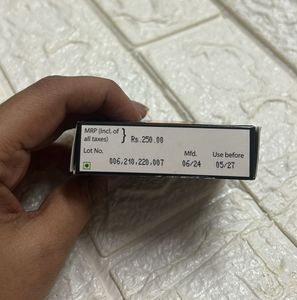 MRP (Incl. of all taxes) } Rs.250.00
Lot No. Mfd. Use before
006,210,220,007 06/24 05/27